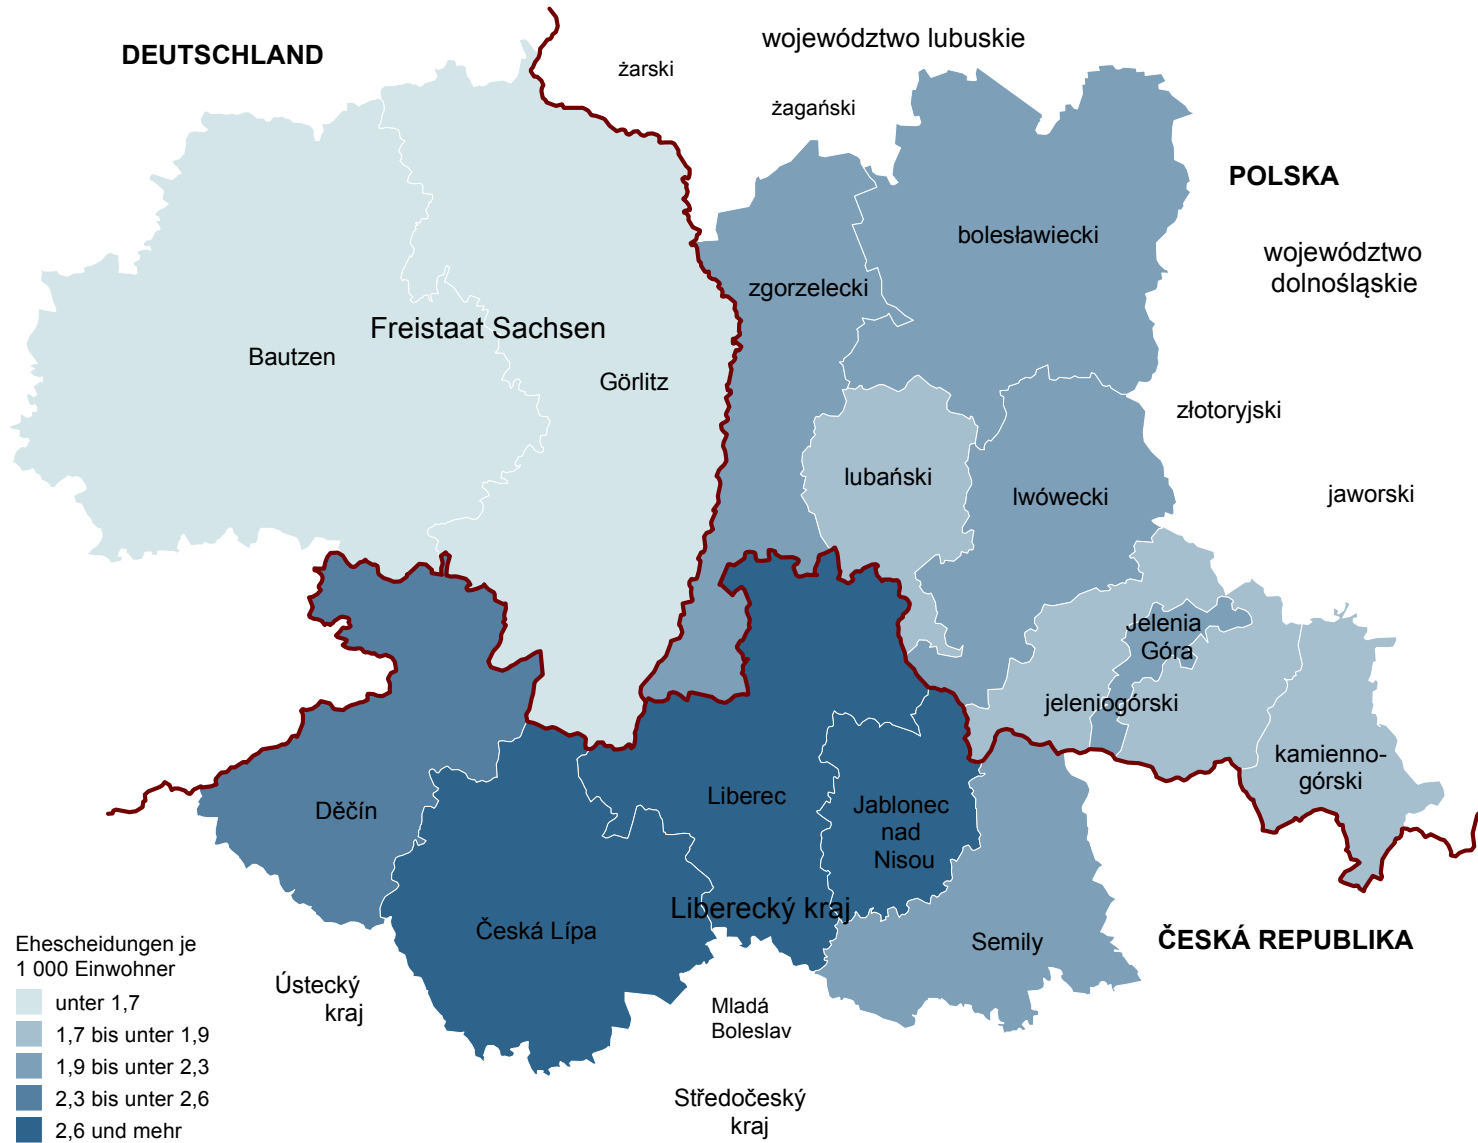 DEUTSCHLAND
województwo lubuskie
żarski
żagański
POLSKA
bolesławiecki
województwo
dolnośląskie
zgorzelecki
Freistaat Sachsen
Bautzen
Görlitz
złotoryjski
lubański
lwówecki
jaworski
Jelenia
Góra
jeleniogórski
kamienno-
górski
Děčín
Liberec
Jablonec
nad
Nisou
Liberecký kraj
Česká Lípa
Semily
ČESKÁ REPUBLIKA
Ústecký
kraj
Mladá
Boleslav
Středočeský
kraj
Ehescheidungen je
1 000 Einwohner
unter 1,7
1,7 bis unter 1,9
1,9 bis unter 2,3
2,3 bis unter 2,6
2,6 und mehr